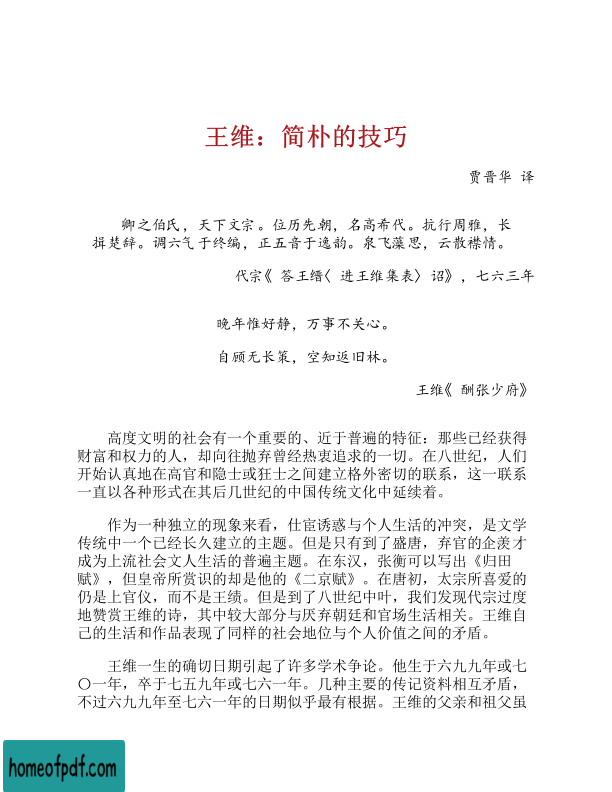 王维：简朴的技巧
贾晋华 译
卿之伯氏，天下文宗。位历先朝，名高希代。抗行周雅，长
揖楚辞。调六气于终编，正五音于逸韵。泉飞藻思，云散襟情。
代宗《 答王缙〈 进王维集表〉 诏》，七六三年
晚年惟好静，万事不关心。
自顾无长策，空知返旧林。
王维《 酬张少府》
高度文明的社会有一个重要的、近于普遍的特征：那些已经获得
财富和权力的人，却向往抛弃曾经热衷追求的一切。在八世纪，人们
开始认真地在高官和隐士或狂士之间建立格外密切的联系，这一联系
一直以各种形式在其后几世纪的中国传统文化中延续着。
作为一种独立的现象来看，仕宦诱惑与个人生活的冲突，是文学
传统中一个已经长久建立的主题。但是只有到了盛唐，弃官的企羡才
成为上流社会文人生活的普遍主题。在东汉，张衡可以写出《归田
赋》，但皇帝所赏识的却是他的《二京赋》。在唐初，太宗所喜爱的
仍是上官仪，而不是王绩。但是到了八世纪中叶，我们发现代宗过度
地赞赏王维的诗，其中较大部分与厌弃朝廷和官场生活相关。王维自
己的生活和作品表现了同样的社会地位与个人价值之间的矛盾。
王维一生的确切日期引起了许多学术争论。他生于六九九年或七
〇一年，卒于七五九年或七六一年。几种主要的传记资料相互矛盾，
不过六九九年至七六一年的日期似乎最有根据。王维的父亲和祖父虽
homeofpdf.com